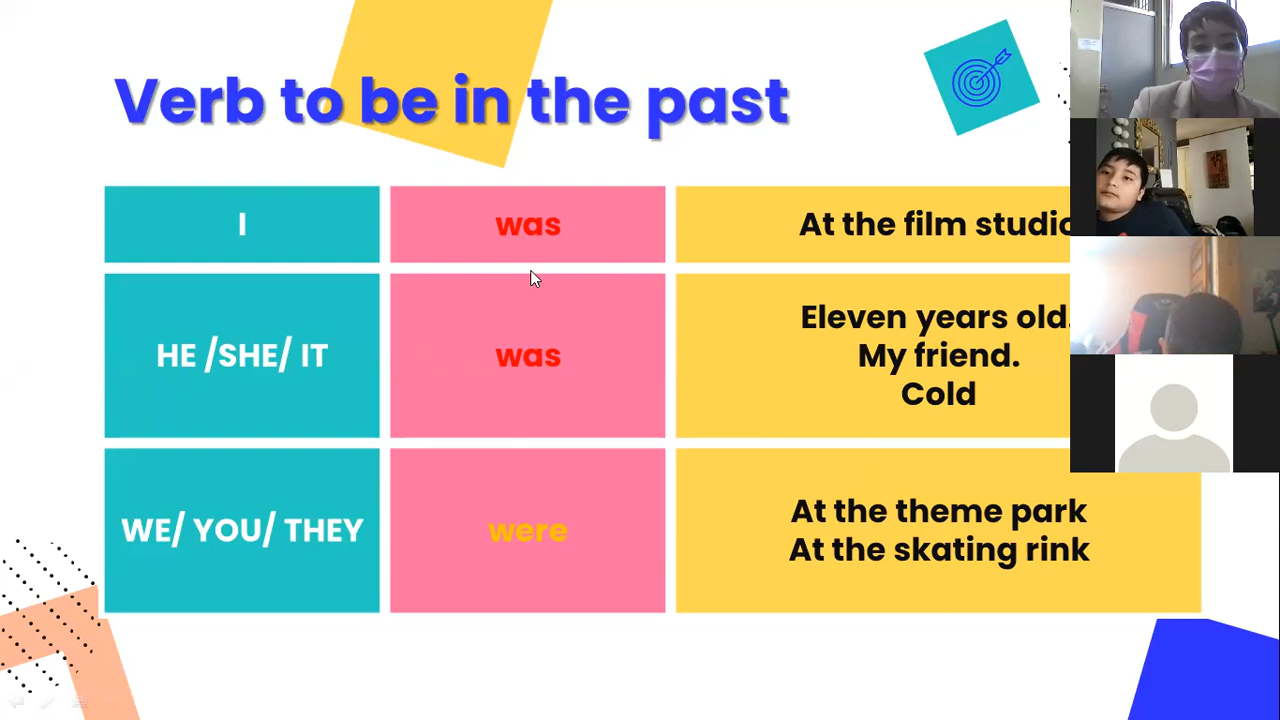 Verb to be in the past
I
was
At the film studio
HE /SHE/ IT
was
Eleven years old.
My friend.
Cold
WE/ YOU/ THEY
were
At the theme park
At the skating rink